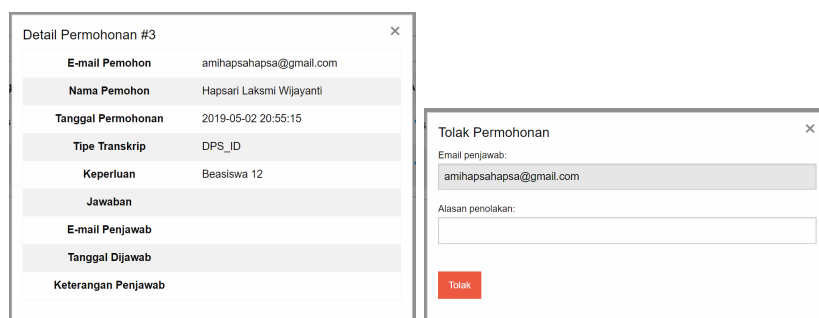 Detail Permohonan #3 ×
E-mail Pemohon amihapsahapsa@gmail.com
Nama Pemohon Hapsari Laksmi Wijayanti
Tanggal Permohonan 2019-05-02 20:55:15
Tipe Transkrip DPS_ID
Keperluan Beasiswa 12
Jawaban
E-mail Penjawab
Tanggal Dijawab
Keterangan Penjawab
Tolak Permohonan ×
Email penjawab:
amihapsahapsa@gmail.com
Alasan penolakan:
Tolak